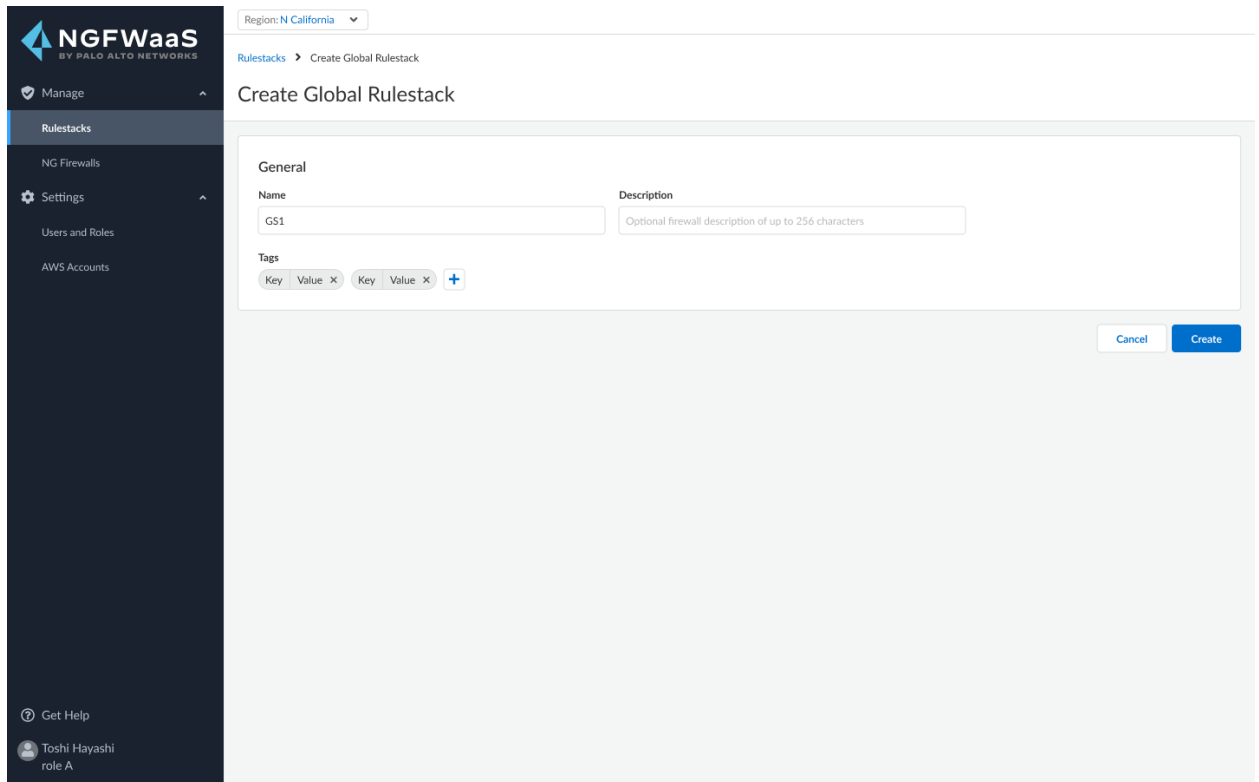 NGFWaaS
BY PALO ALTO NETWORKS
Manage
Rulestacks
NG Firewalls
Settings
Users and Roles
AWS Accounts
Get Help
Toshi Hayashi
role A
Region: N California
Rulestacks > Create Global Rulestack
Create Global Rulestack
General
Name Description
GS1 Optional firewall description of up to 256 characters
Tags
Key Value × Key Value × +
Cancel Create